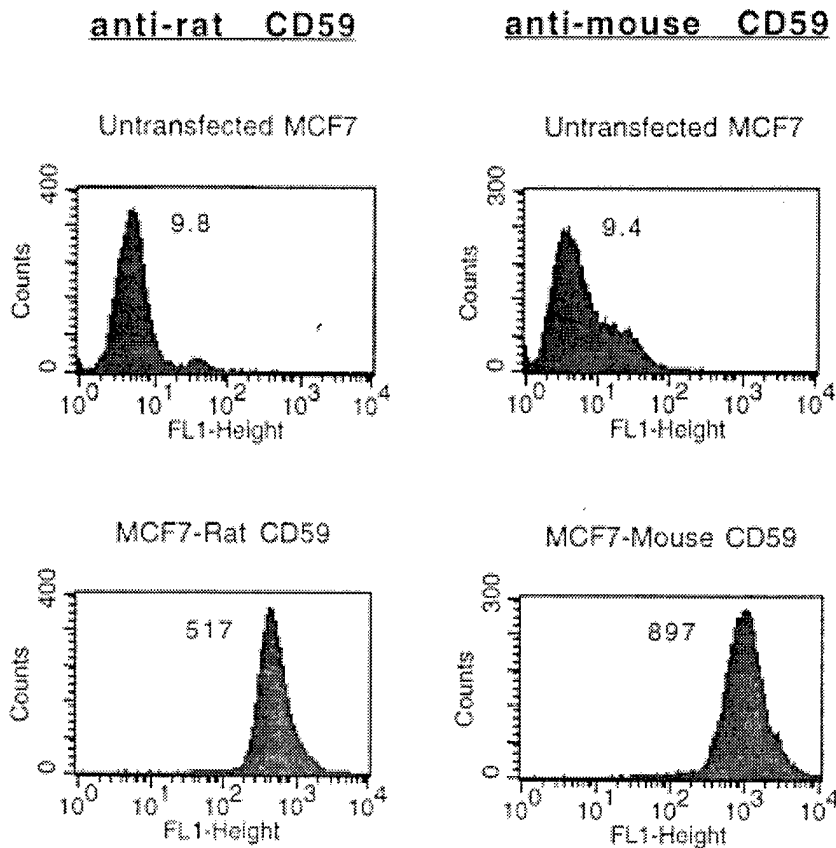 anti-rat CD59
anti-mouse CD59
Untransfected MCF7
400
Counts
0
9.8
10^0 10^1 10^2 10^3 10^4
FL1-Height
Untransfected MCF7
300
Counts
0
9.4
10^0 10^1 10^2 10^3 10^4
FL1-Height
MCF7-Rat CD59
400
Counts
0
517
10^0 10^1 10^2 10^3 10^4
FL1-Height
MCF7-Mouse CD59
300
Counts
0
897
10^0 10^1 10^2 10^3 10^4
FL1-Height